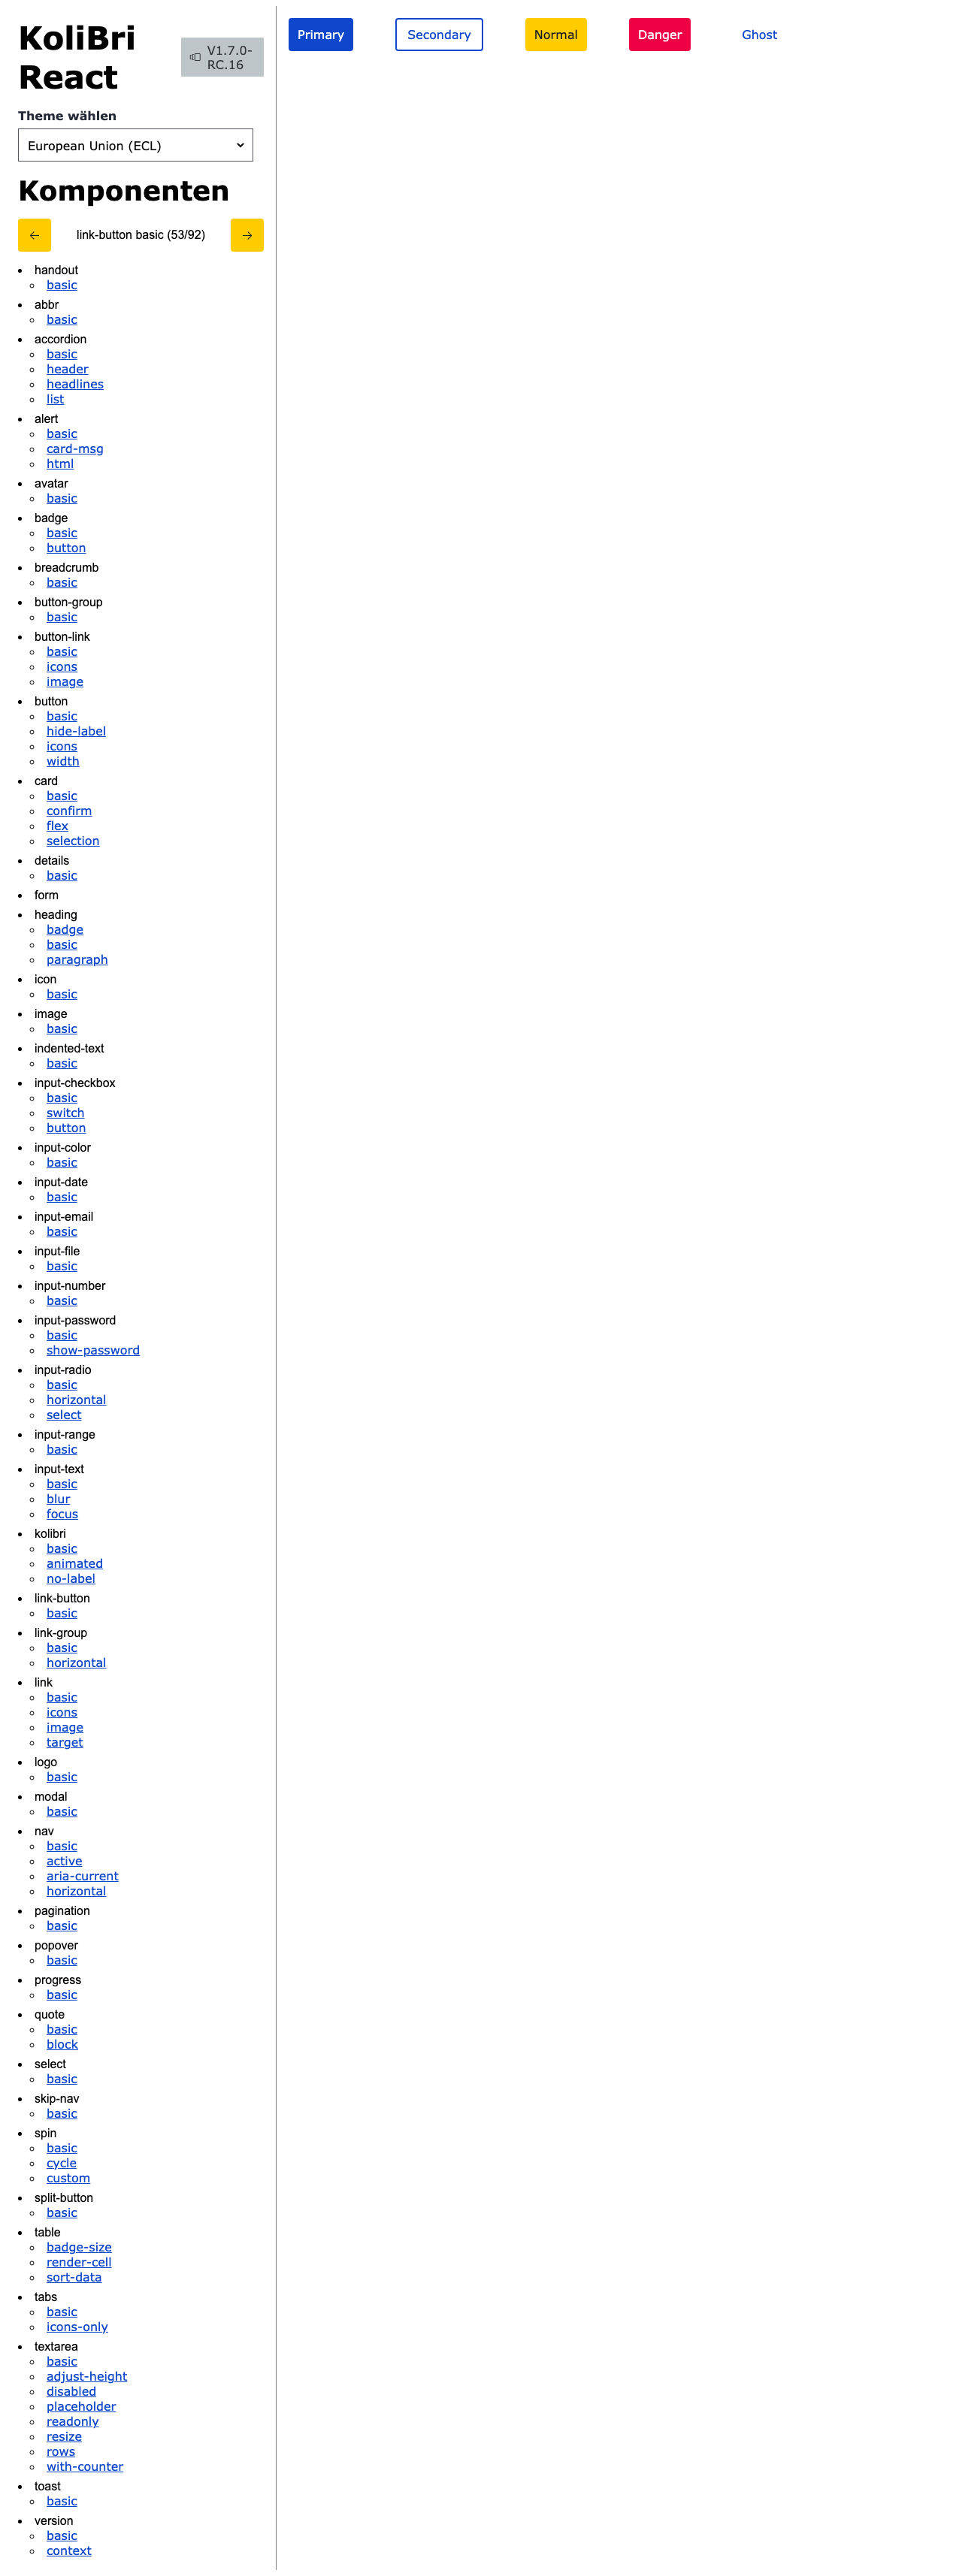 KoliBri
React
V1.7.0-
RC.16
Theme wählen
European Union (ECL)
Komponenten
link-button basic (53/92)
handout
basic
abbr
basic
accordion
basic
header
headlines
list
alert
basic
card-msg
html
avatar
basic
badge
basic
button
breadcrumb
basic
button-group
basic
button-link
basic
icons
image
button
basic
hide-label
icons
width
card
basic
confirm
flex
selection
details
basic
form
heading
badge
basic
paragraph
icon
basic
image
basic
indented-text
basic
input-checkbox
basic
switch
button
input-color
basic
input-date
basic
input-email
basic
input-file
basic
input-number
basic
input-password
basic
show-password
input-radio
basic
horizontal
select
input-range
basic
input-text
basic
blur
focus
kolibri
basic
animated
no-label
link-button
basic
link-group
basic
horizontal
link
basic
icons
image
target
logo
basic
modal
basic
nav
basic
active
aria-current
horizontal
pagination
basic
popover
basic
progress
basic
quote
basic
block
select
basic
skip-nav
basic
spin
basic
cycle
custom
split-button
basic
table
badge-size
render-cell
sort-data
tabs
basic
icons-only
textarea
basic
adjust-height
disabled
placeholder
readonly
resize
rows
with-counter
toast
basic
version
basic
context
Primary Secondary Normal Danger Ghost